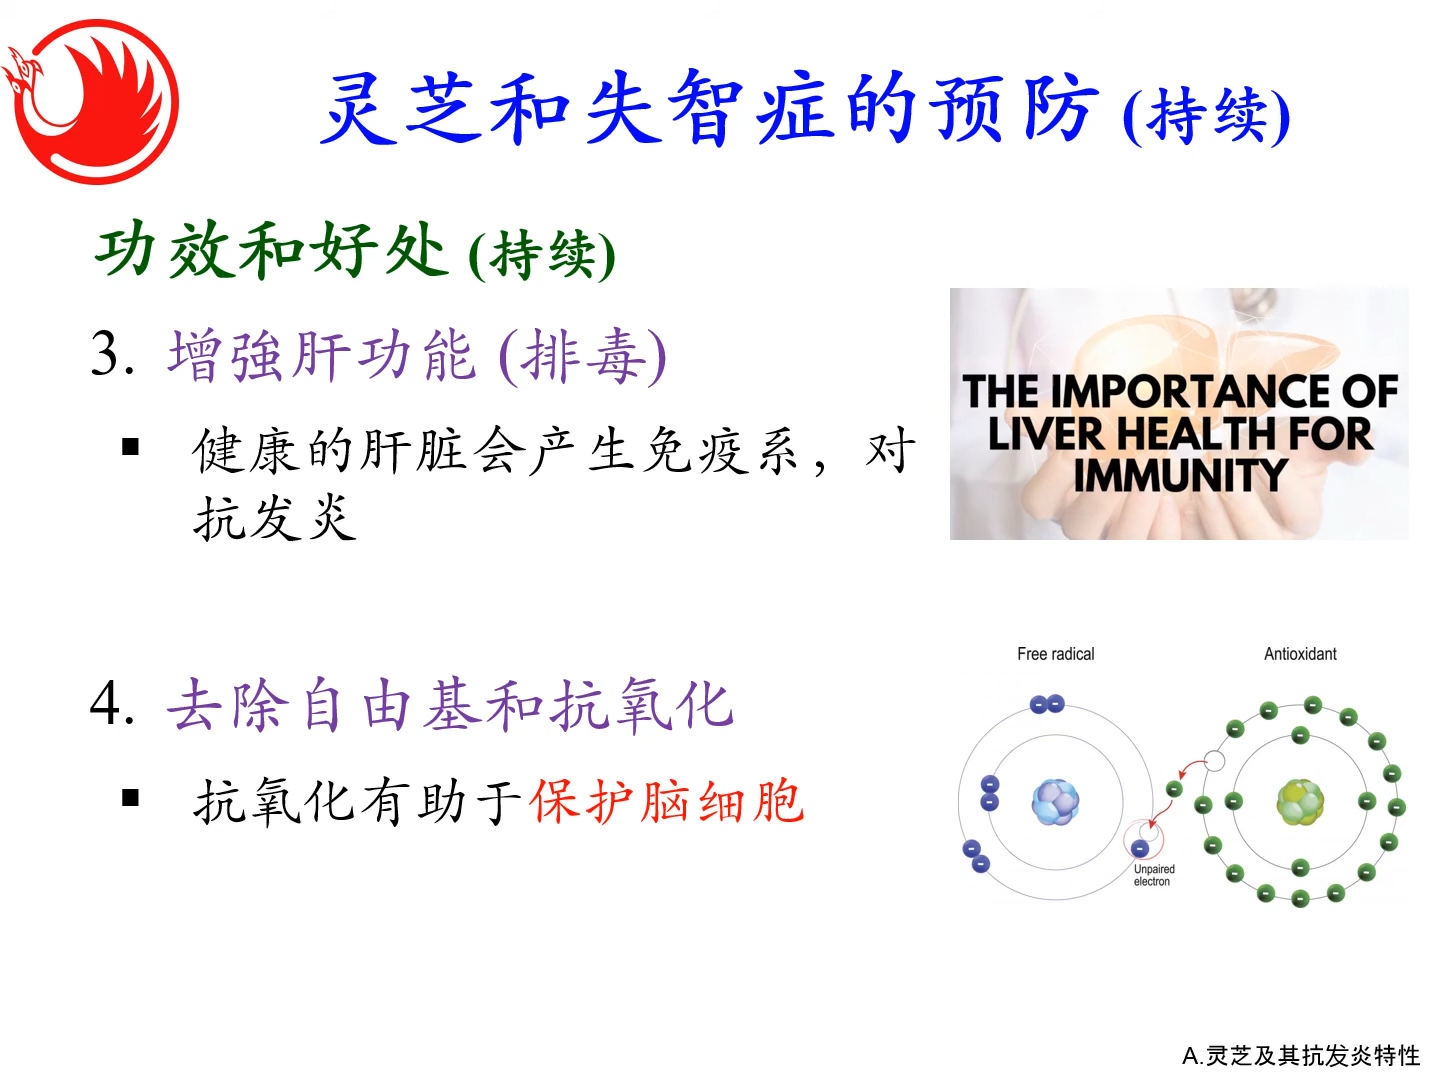 灵芝和失智症的预防 (持续)
功效和好处 (持续)
3. 增強肝功能 (排毒)
▪ 健康的肝脏会产生免疫系，对
抗发炎
THE IMPORTANCE OF
LIVER HEALTH FOR
IMMUNITY
4. 去除自由基和抗氧化
▪ 抗氧化有助于保护脑细胞
Free radical
Antioxidant
Unpaired
electron
A.灵芝及其抗发炎特性